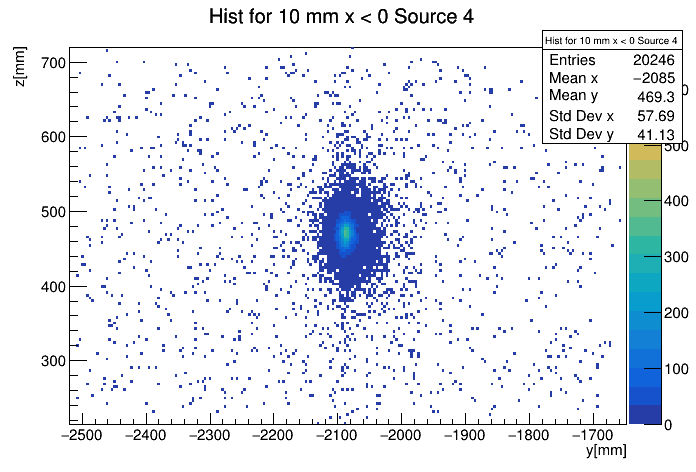 Hist for 10 mm x < 0 Source 4
Hist for 10 mm x < 0 Source 4
Entries 20246
Mean x −2085
Mean y 469.3
Std Dev x 57.69
Std Dev y 41.13
z[mm]
700
600
500
400
300
−2500 −2400 −2300 −2200 −2100 −2000 −1900 −1800 −1700
y[mm]
500
400
300
200
100
0